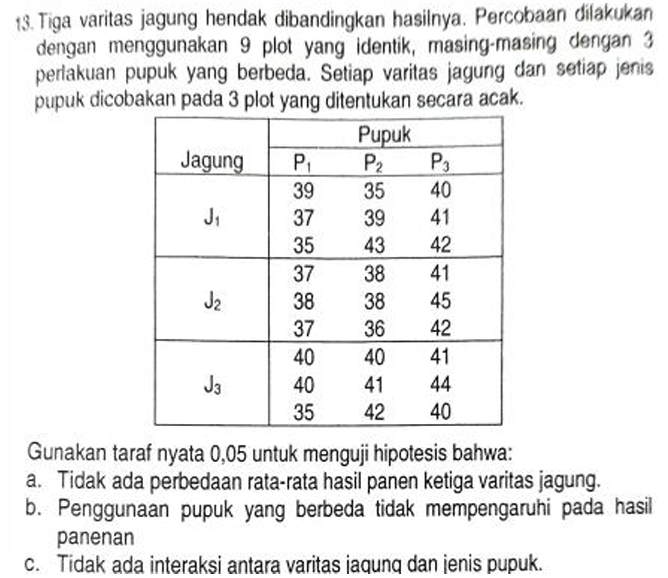 13. Tiga varitas jagung hendak dibandingkan hasilnya. Percobaan dilakukan
dengan menggunakan 9 plot yang identik, masing-masing dengan 3
perlakuan pupuk yang berbeda. Setiap varitas jagung dan setiap jenis
pupuk dicobakan pada 3 plot yang ditentukan secara acak.
Pupuk
Jagung P₁ P₂ P₃
39 35 40
J₁ 37 39 41
35 43 42
37 38 41
J₂ 38 38 45
37 36 42
40 40 41
J₃ 40 41 44
35 42 40
Gunakan taraf nyata 0,05 untuk menguji hipotesis bahwa:
a. Tidak ada perbedaan rata-rata hasil panen ketiga varitas jagung.
b. Penggunaan pupuk yang berbeda tidak mempengaruhi pada hasil
panenan
c. Tidak ada interaksi antara varitas jagung dan jenis pupuk.